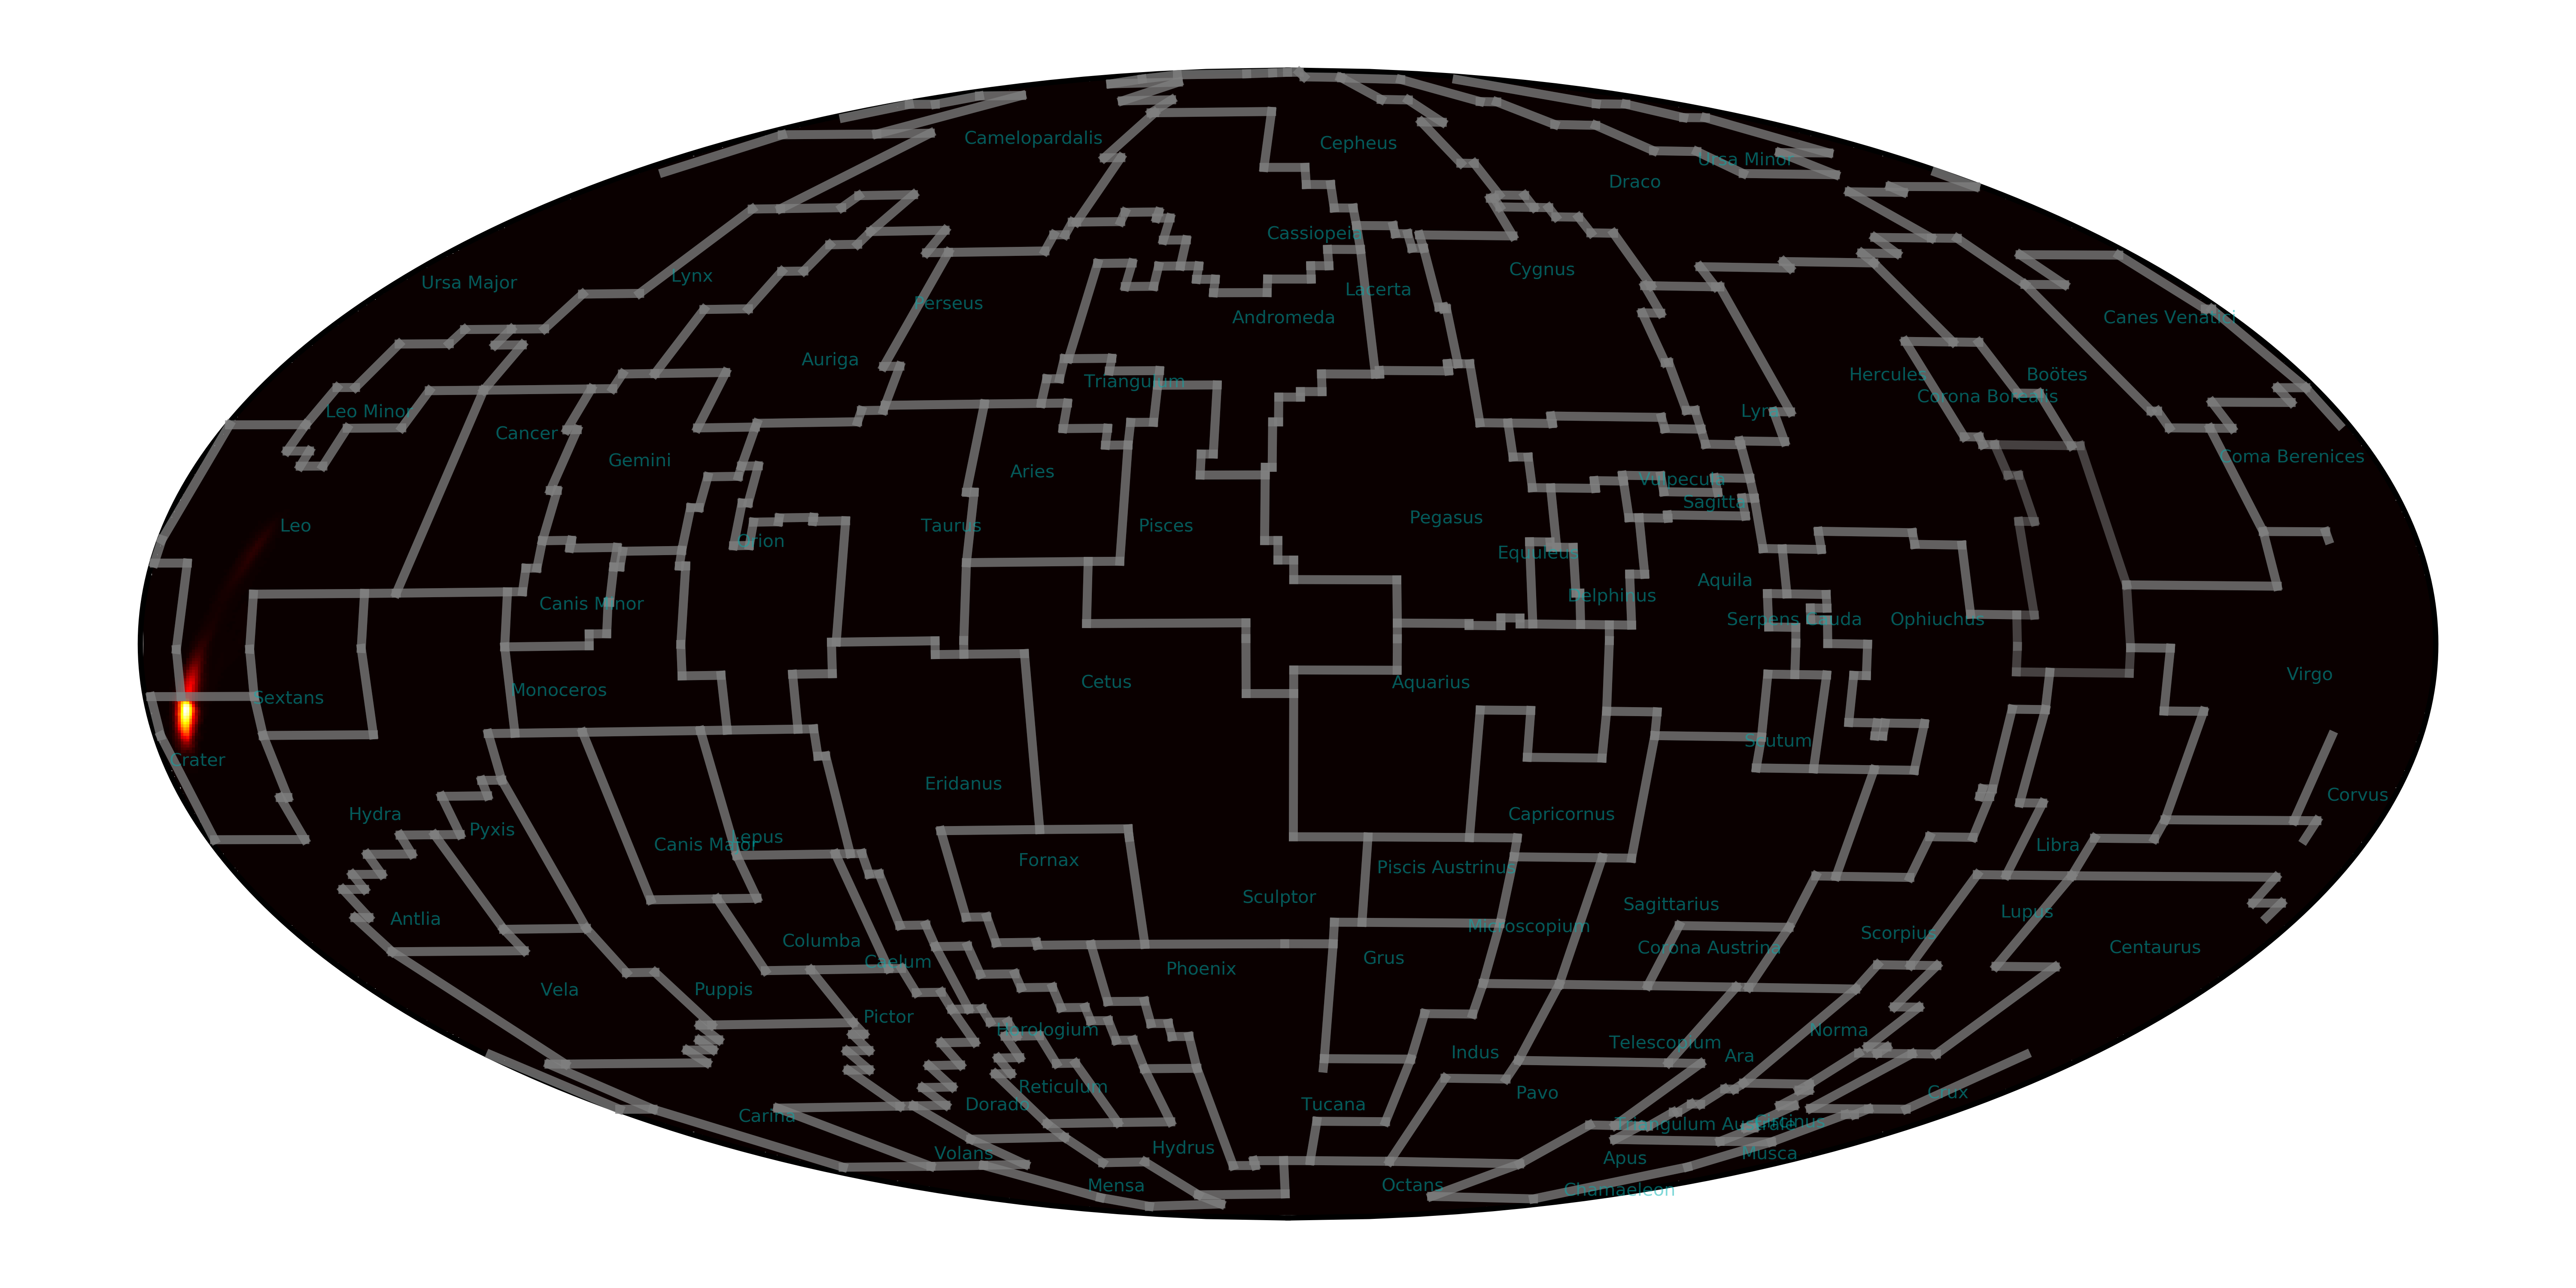 Camelopardalis
Cepheus
Ursa Minor
Draco
Cassiopeia
Cygnus
Lynx
Ursa Major
Lacerta
Perseus
Andromeda
Canes Venatici
Auriga
Hercules
Boötes
Triangulum
Corona Borealis
Leo Minor
Lyra
Cancer
Coma Berenices
Gemini
Aries
Vulpecula
Sagitta
Pegasus
Leo
Taurus
Pisces
Orion
Equuleus
Aquila
Delphinus
Canis Minor
Serpens Cauda
Ophiuchus
Virgo
Cetus
Aquarius
Monoceros
Sextans
Scutum
Crater
Eridanus
Corvus
Hydra
Capricornus
Pyxis
Lepus
Canis Major
Libra
Fornax
Piscis Austrinus
Sculptor
Sagittarius
Lupus
Antlia
Microscopium
Scorpius
Columba
Corona Austrina
Centaurus
Grus
Caelum
Phoenix
Vela
Puppis
Pictor
Horologium
Norma
Telescopium
Indus
Ara
Reticulum
Pavo
Crux
Dorado
Tucana
Carina
Circinus
Triangulum Australe
Hydrus
Volans
Musca
Apus
Mensa
Octans
Chamaeleon